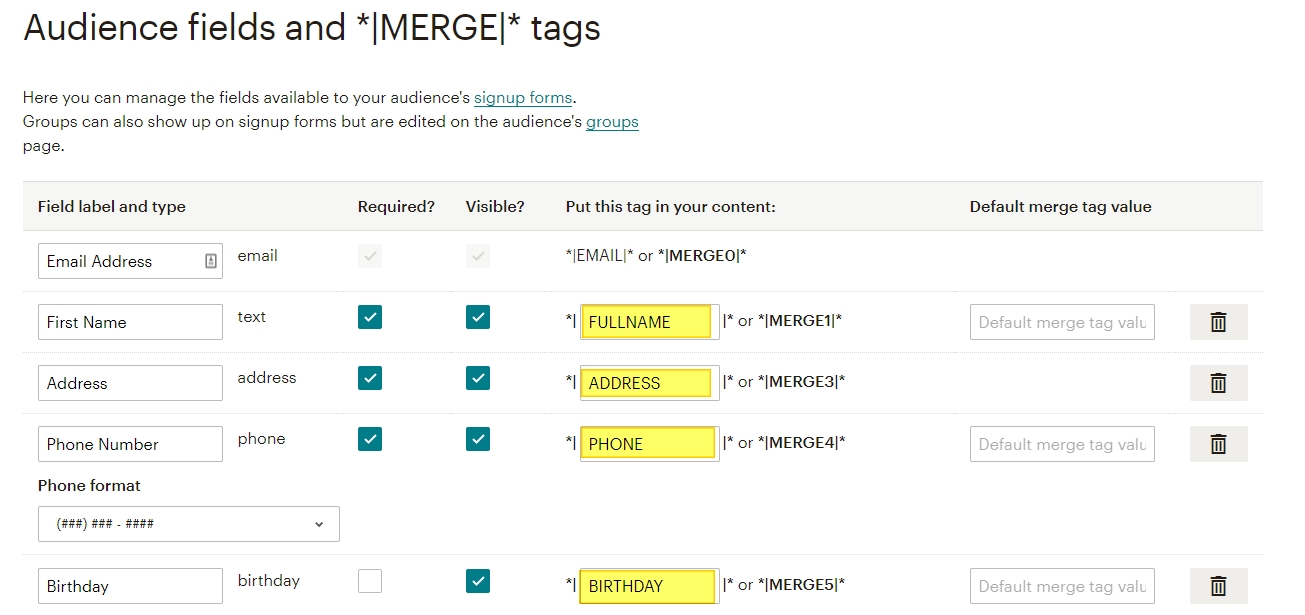 Audience fields and *|MERGE|* tags
Here you can manage the fields available to your audience's signup forms.
Groups can also show up on signup forms but are edited on the audience's groups
page.
Field label and type Required? Visible? Put this tag in your content: Default merge tag value
Email Address email *|EMAIL|* or *|MERGE0|*
First Name text *| FULLNAME |* or *|MERGE1|* Default merge tag valu
Address address *| ADDRESS |* or *|MERGE3|*
Phone Number phone *| PHONE |* or *|MERGE4|* Default merge tag valu
Phone format
(###) ### - ####
Birthday birthday *| BIRTHDAY |* or *|MERGE5|* Default merge tag valu